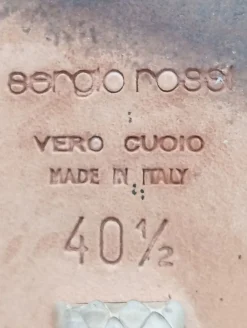 sergio rossi
VERO CUOIO
MADE IN ITALY
40½